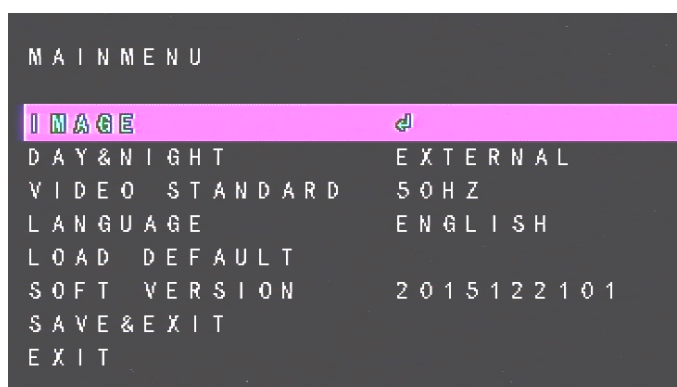 MAINMENU
IMAGE ↲
DAY&NIGHT EXTERNAL
VIDEO STANDARD 50HZ
LANGUAGE ENGLISH
LOAD DEFAULT
SOFT VERSION 2015122101
SAVE&EXIT
EXIT